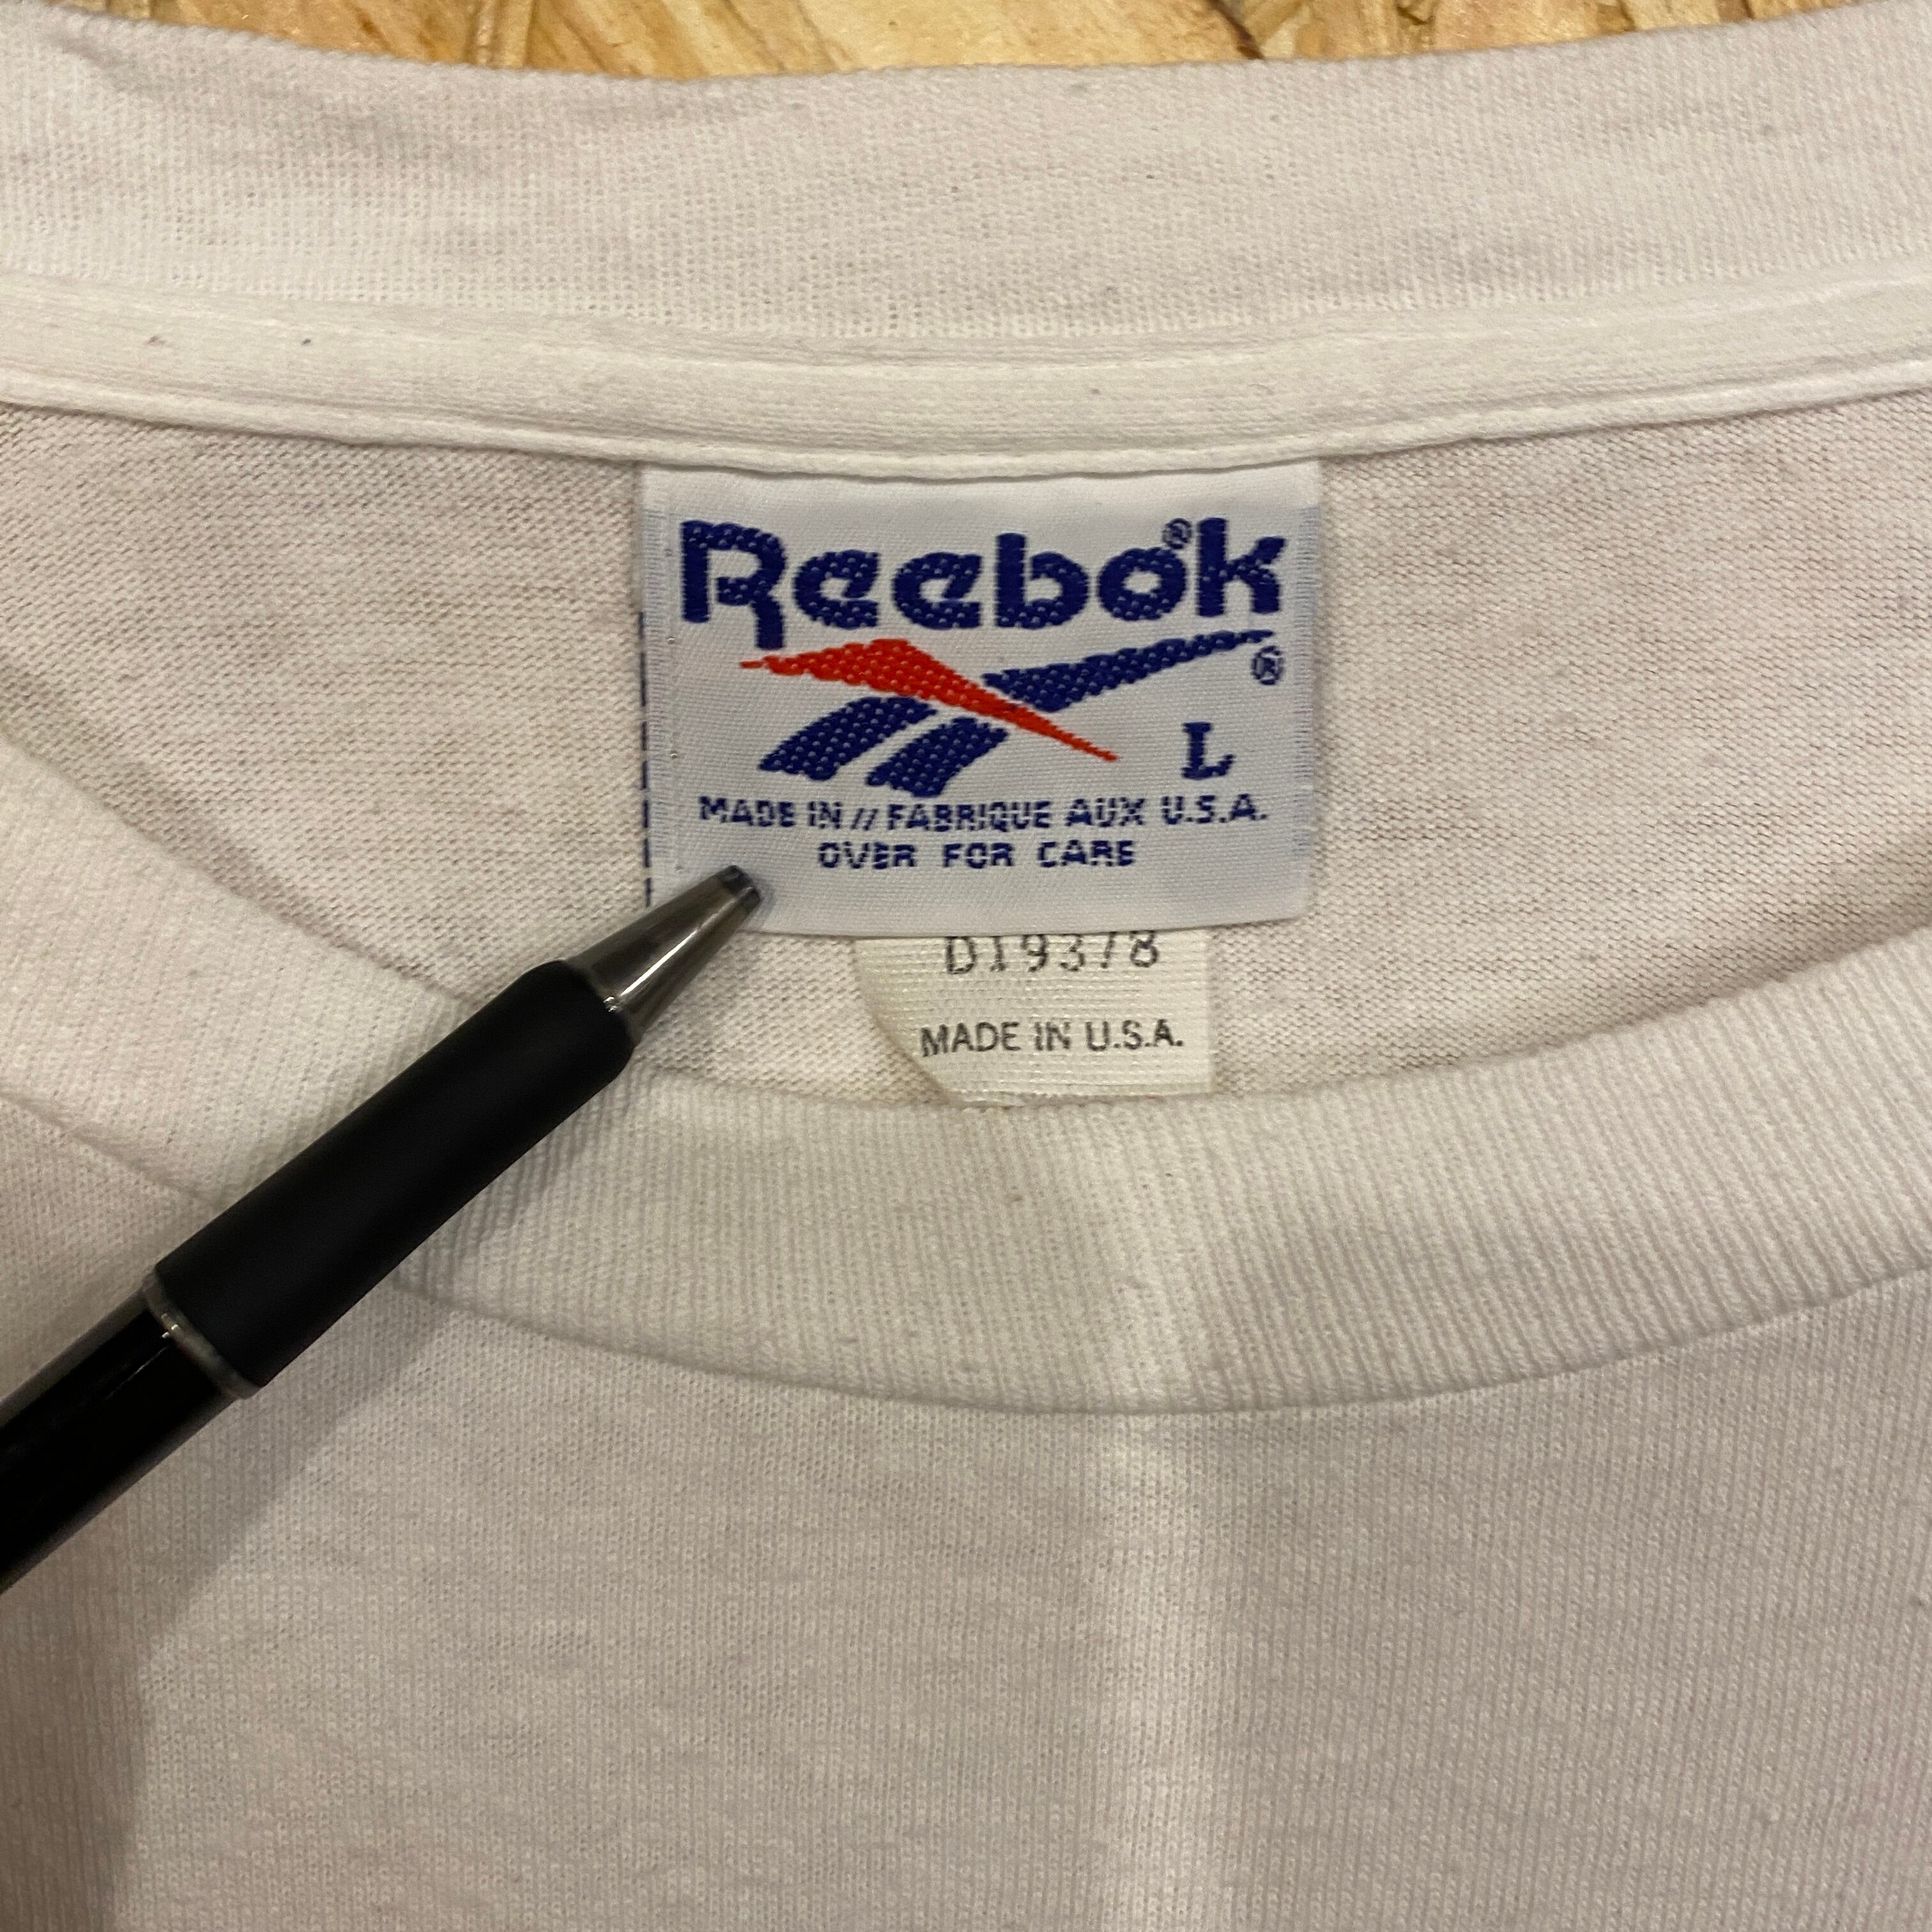 Reebok®
®
L
MADE IN // FABRIQUE AUX U.S.A.
OVER FOR CARE
D19378
MADE IN U.S.A.